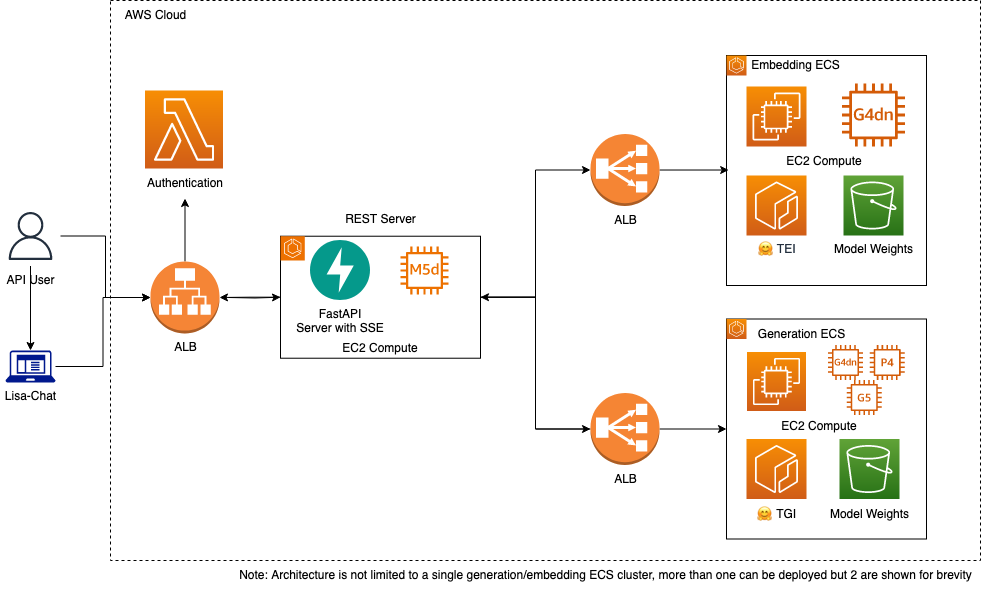 AWS Cloud
Authentication
API User
Lisa-Chat
ALB
REST Server
M5d
FastAPI
Server with SSE
EC2 Compute
ALB
Embedding ECS
G4dn
EC2 Compute
🤗 TEI
Model Weights
ALB
Generation ECS
G4dn
P4
G5
EC2 Compute
🤗 TGI
Model Weights
Note: Architecture is not limited to a single generation/embedding ECS cluster, more than one can be deployed but 2 are shown for brevity